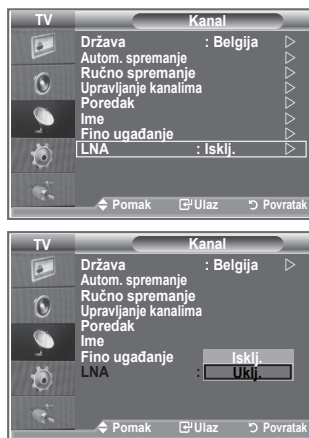 TV Kanal
Država : Belgija
Autom. spremanje
Ručno spremanje
Upravljanje kanalima
Poredak
Ime
Fino ugađanje
LNA : Isklj.
Pomak Ulaz Povratak
TV Kanal
Država : Belgija
Autom. spremanje
Ručno spremanje
Upravljanje kanalima
Poredak
Ime
Fino ugađanje Isklj.
LNA : Uklj.
Pomak Ulaz Povratak